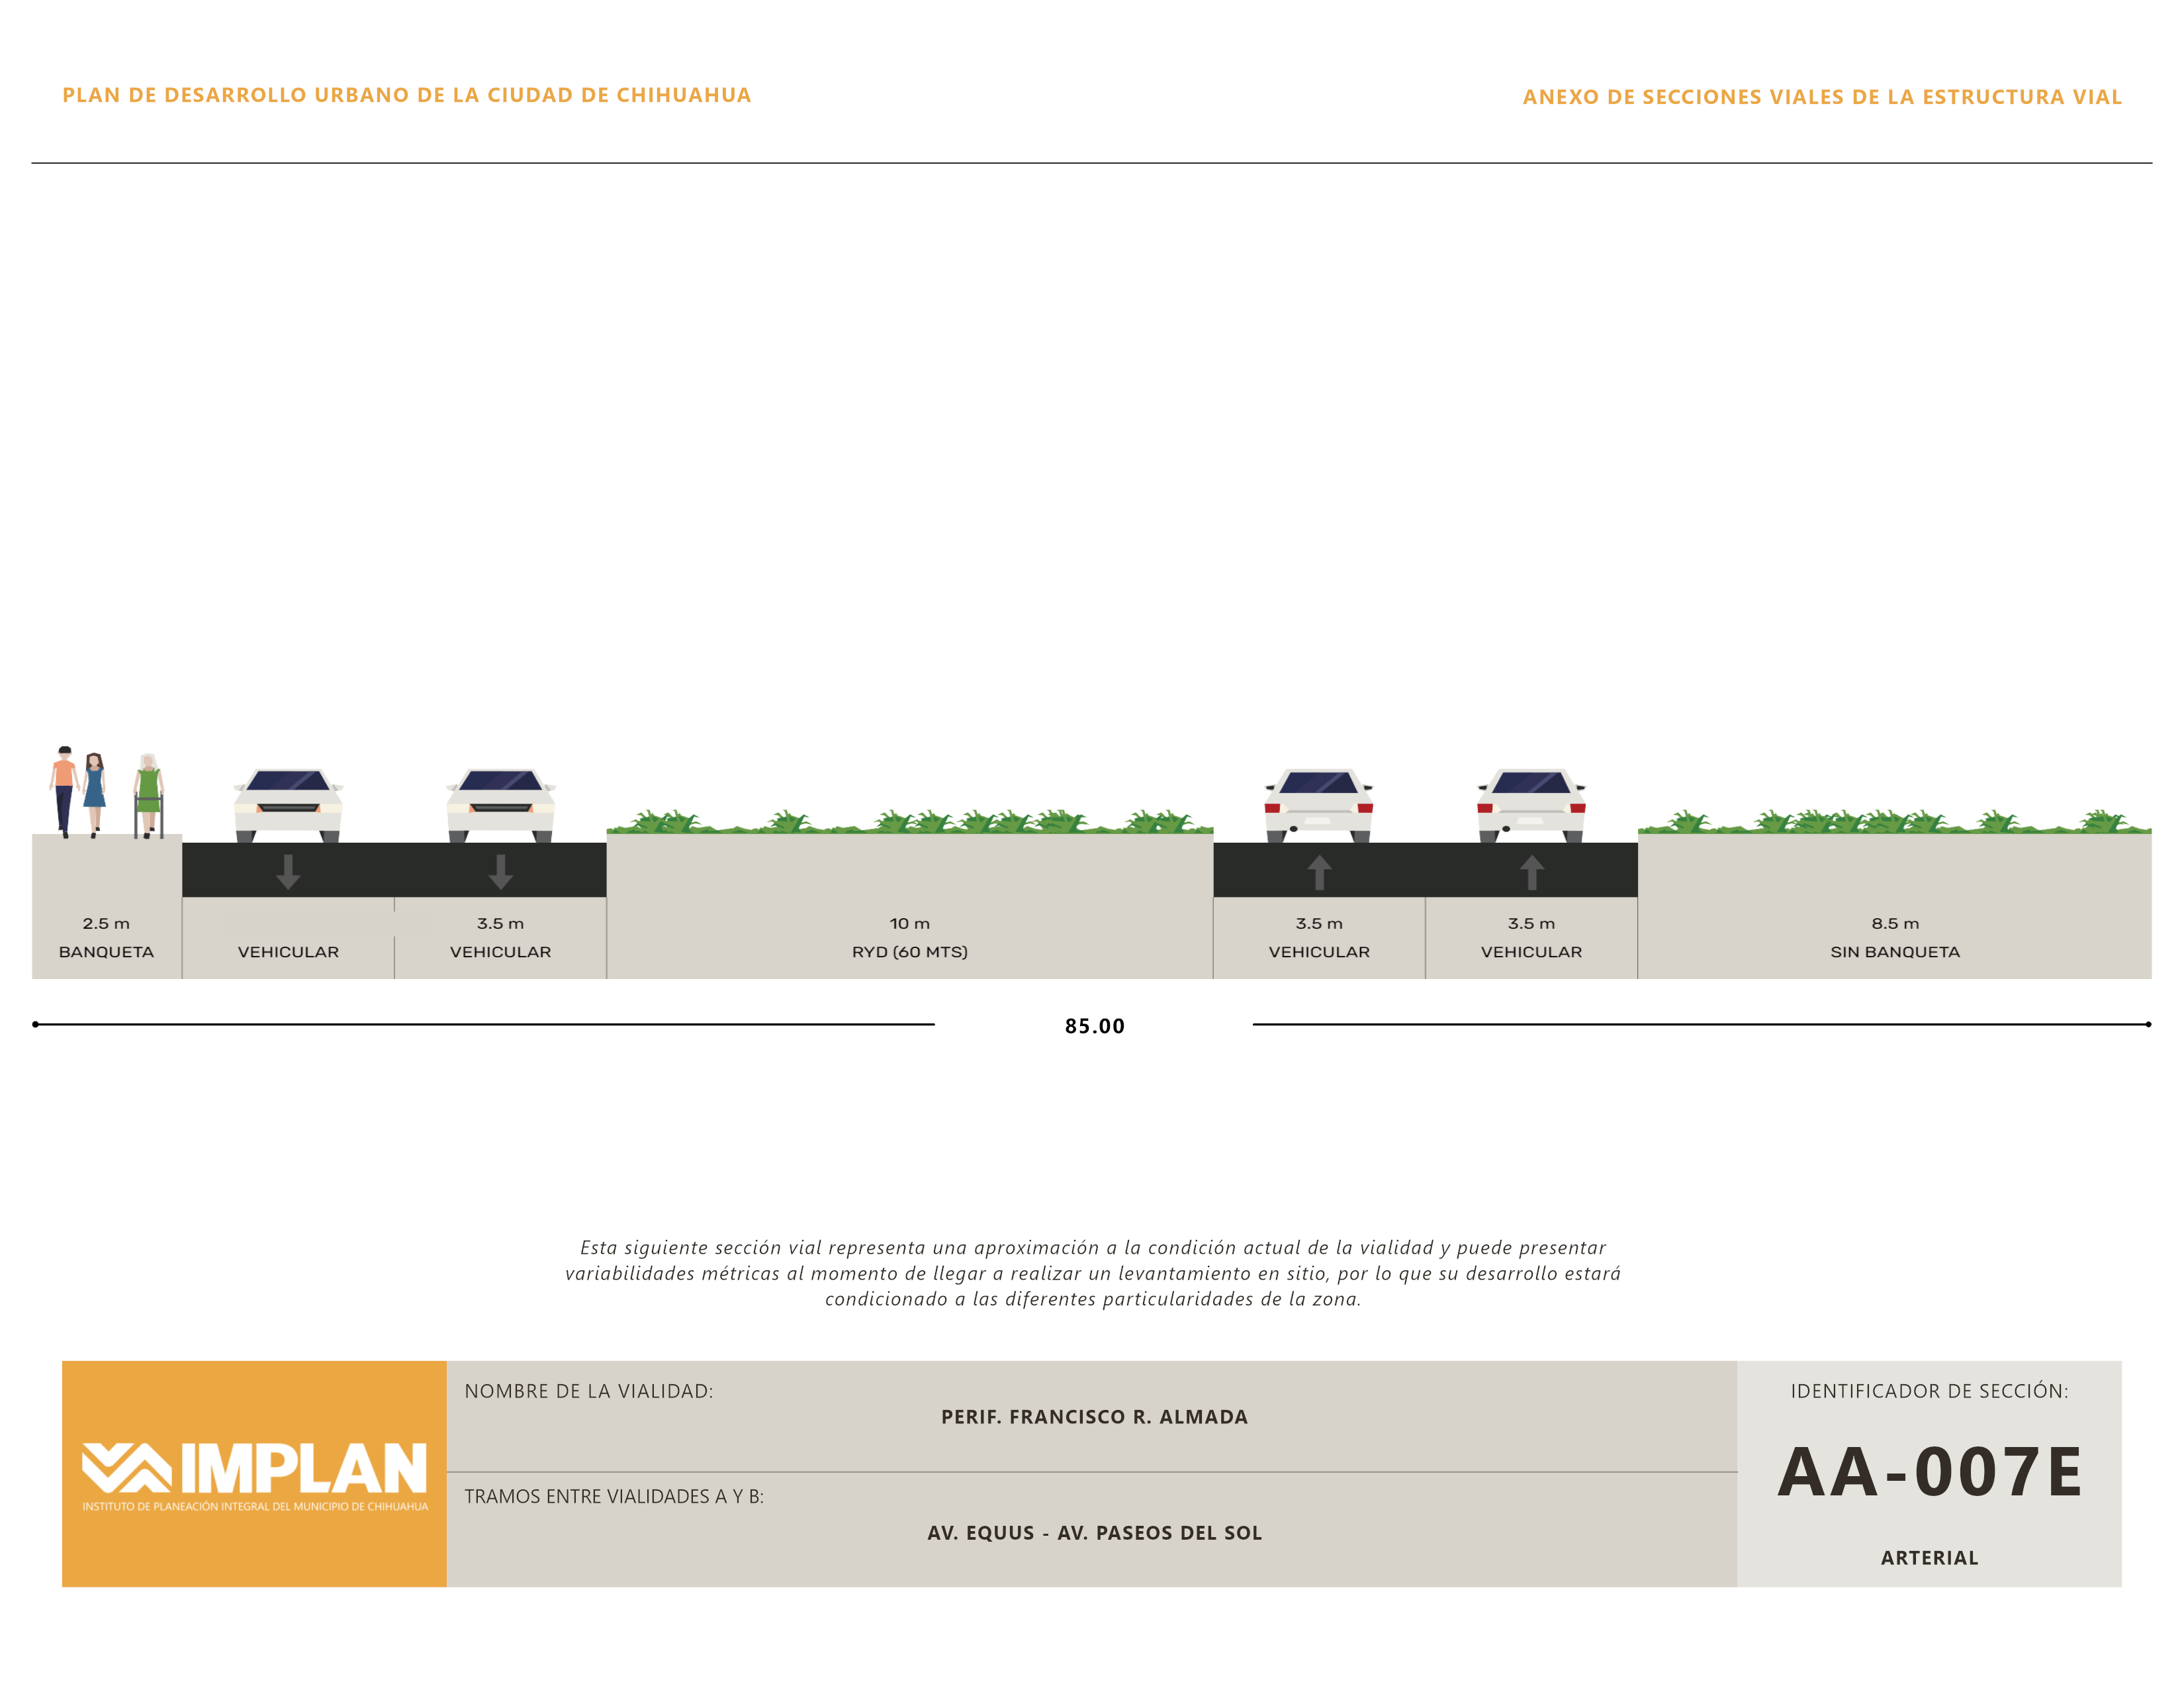 PLAN DE DESARROLLO URBANO DE LA CIUDAD DE CHIHUAHUA
ANEXO DE SECCIONES VIALES DE LA ESTRUCTURA VIAL
2.5 m
BANQUETA
VEHICULAR
3.5 m
VEHICULAR
10 m
RYD (60 MTS)
3.5 m
VEHICULAR
3.5 m
VEHICULAR
8.5 m
SIN BANQUETA
85.00
Esta siguiente sección vial representa una aproximación a la condición actual de la vialidad y puede presentar
variabilidades métricas al momento de llegar a realizar un levantamiento en sitio, por lo que su desarrollo estará
condicionado a las diferentes particularidades de la zona.
IMPLAN
INSTITUTO DE PLANEACIÓN INTEGRAL DEL MUNICIPIO DE CHIHUAHUA
NOMBRE DE LA VIALIDAD:
PERIF. FRANCISCO R. ALMADA
TRAMOS ENTRE VIALIDADES A Y B:
AV. EQUUS - AV. PASEOS DEL SOL
IDENTIFICADOR DE SECCIÓN:
AA-007E
ARTERIAL